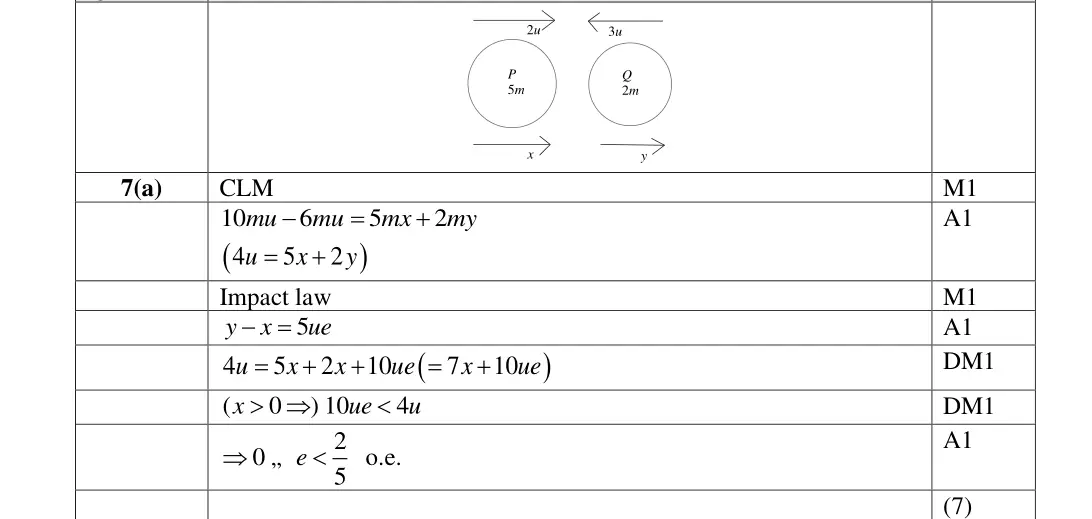 2u 3u
P Q
5m 2m
x y
7(a) CLM M1
10mu − 6mu = 5mx + 2my A1
(4u = 5x + 2y)
Impact law M1
y − x = 5ue A1
4u = 5x + 2x + 10ue (= 7x + 10ue) DM1
(x > 0 ⇒) 10ue < 4u DM1
⇒ 0 „ e < 2/5 o.e. A1
(7)